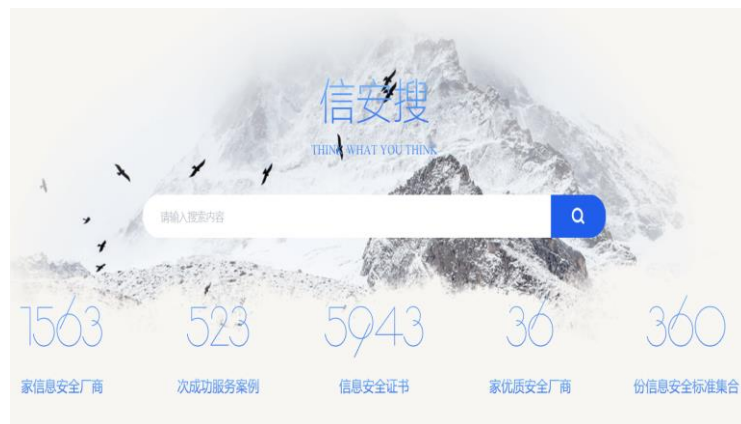 信安搜
THINK WHAT YOU THINK
请输入搜索内容
1563
523
5943
36
360
家信息安全厂商
次成功服务案例
信息安全证书
家优质安全厂商
份信息安全标准集合